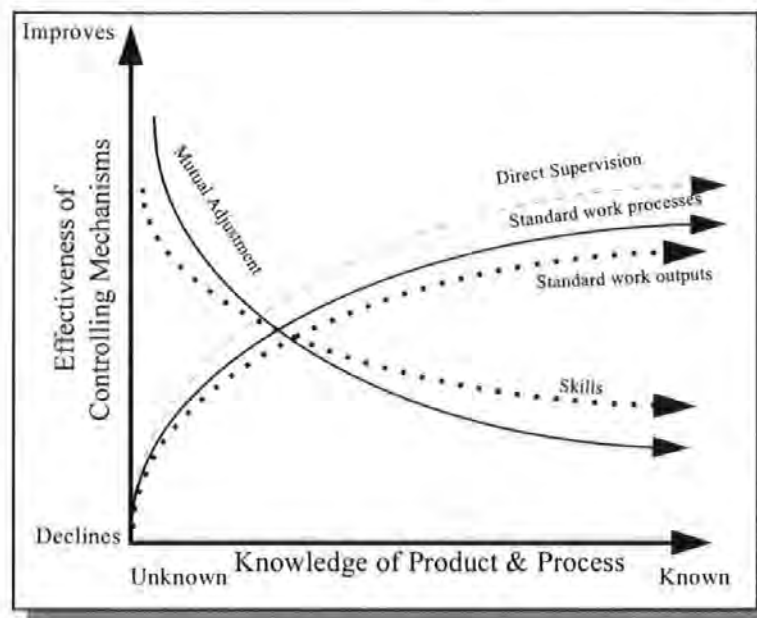 Improves
Effectiveness of
Controlling Mechanisms
Mutual Adjustment
Direct Supervision
Standard work processes
Standard work outputs
Skills
Declines
Unknown
Knowledge of Product & Process
Known